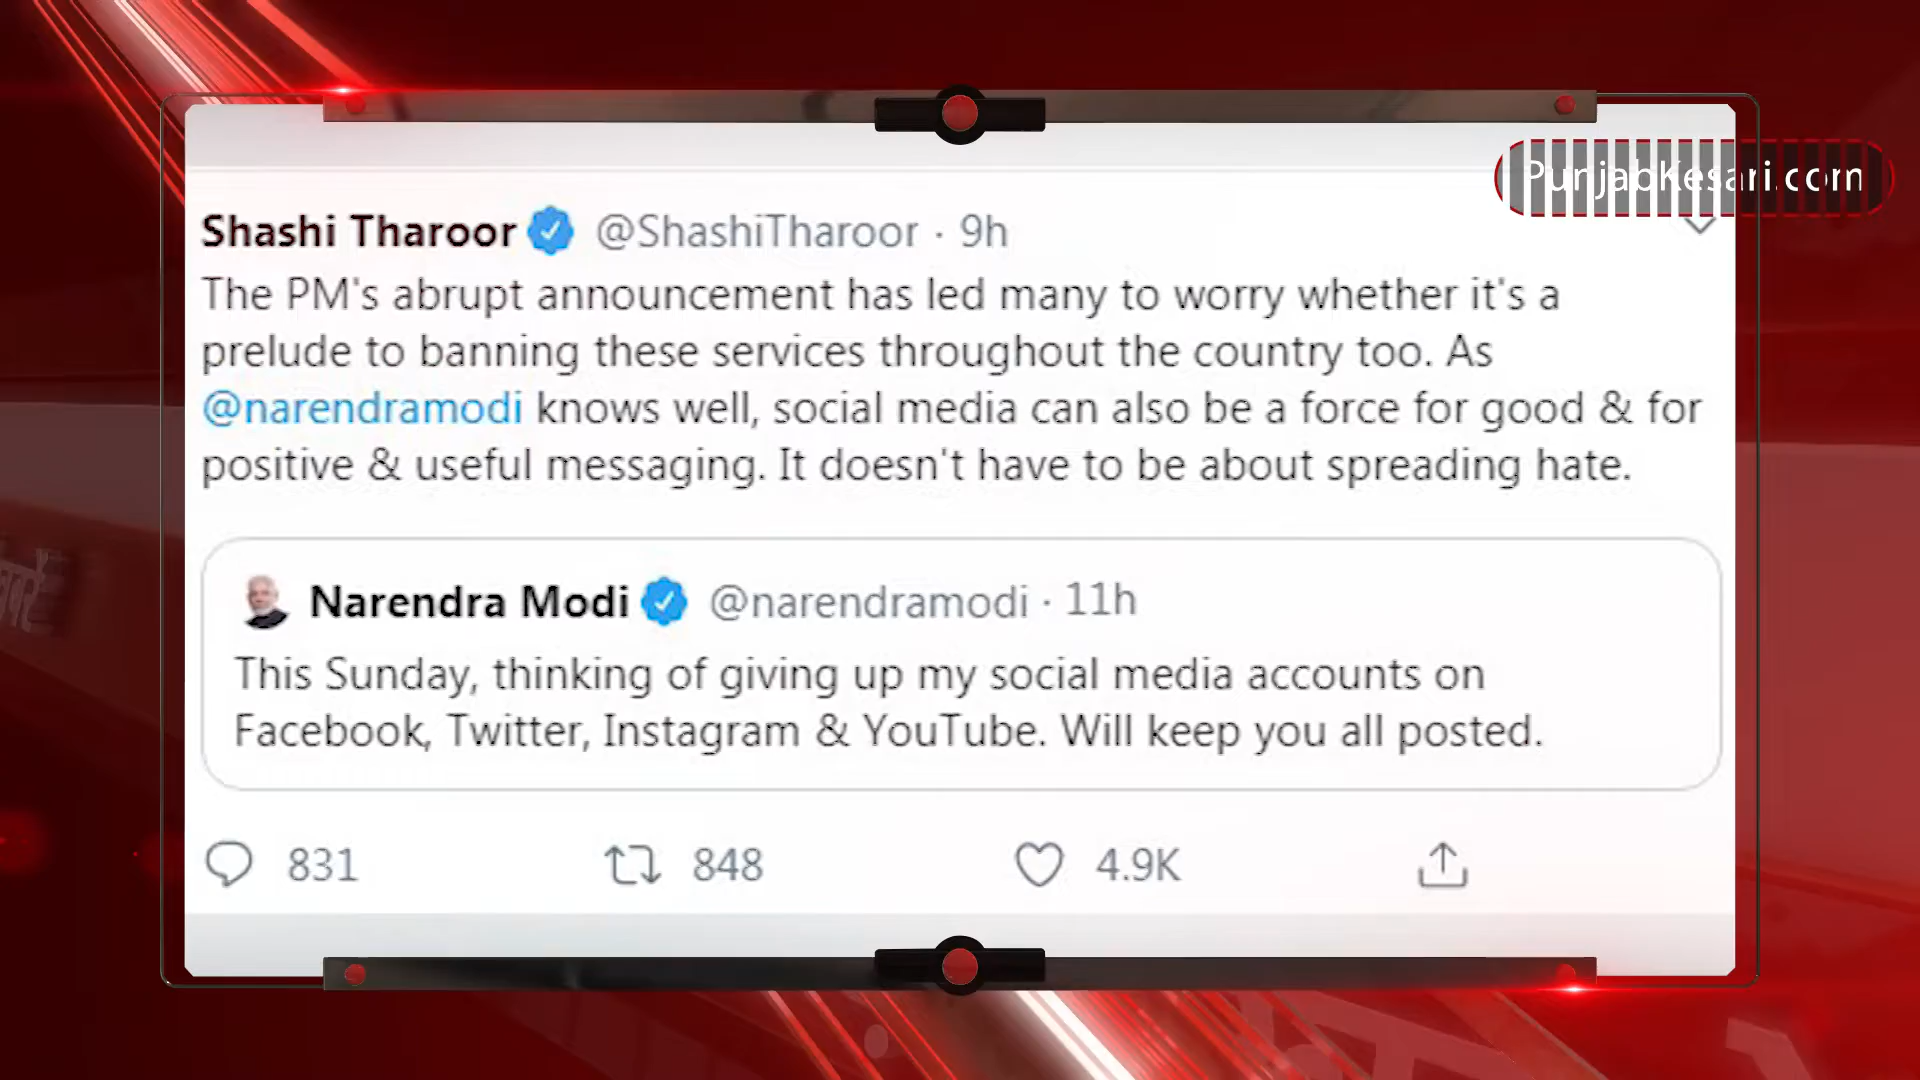 PunjabKesari.com
Shashi Tharoor @ShashiTharoor · 9h
The PM's abrupt announcement has led many to worry whether it's a
prelude to banning these services throughout the country too. As
@narendramodi knows well, social media can also be a force for good & for
positive & useful messaging. It doesn't have to be about spreading hate.
Narendra Modi @narendramodi · 11h
This Sunday, thinking of giving up my social media accounts on
Facebook, Twitter, Instagram & YouTube. Will keep you all posted.
831 848 4.9K